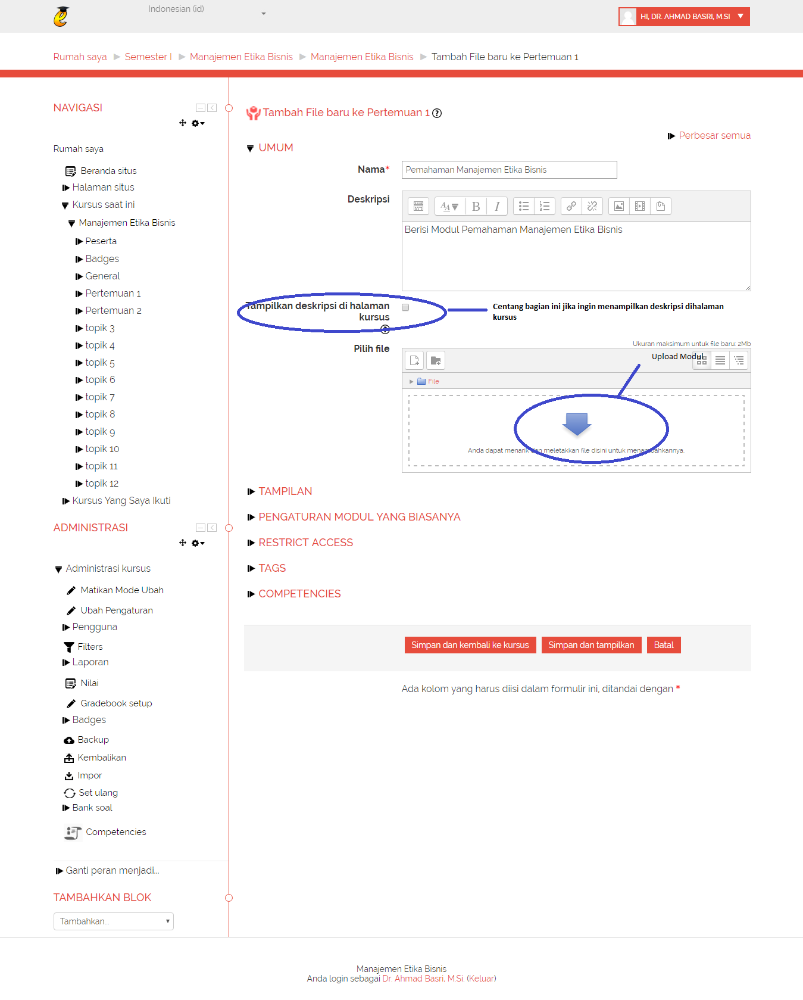 Indonesian (id)
HI, DR. AHMAD BASRI, M.SI
Rumah saya Semester I Manajemen Etika Bisnis Manajemen Etika Bisnis Tambah File baru ke Pertemuan 1
NAVIGASI
Rumah saya
Beranda situs
Halaman situs
Kursus saat ini
Manajemen Etika Bisnis
Peserta
Badges
General
Pertemuan 1
Pertemuan 2
topik 3
topik 4
topik 5
topik 6
topik 7
topik 8
topik 9
topik 10
topik 11
topik 12
Kursus Yang Saya Ikuti
ADMINISTRASI
Administrasi kursus
Matikan Mode Ubah
Ubah Pengaturan
Pengguna
Filters
Laporan
Nilai
Gradebook setup
Badges
Backup
Kembalikan
Impor
Set ulang
Bank soal
Competencies
Ganti peran menjadi...
TAMBAHKAN BLOK
Tambahkan...
Tambah File baru ke Pertemuan 1
Perbesar semua
UMUM
Nama* Pemahaman Manajemen Etika Bisnis
Deskripsi
B I
Berisi Modul Pemahaman Manajemen Etika Bisnis
Tampilkan deskripsi di halaman
kursus
Centang bagian ini jika ingin menampilkan deskripsi dihalaman
kursus
Ukuran maksimum untuk file baru: 2Mb
Pilih file
Upload Modul
File
Anda dapat menarik dan meletakkan file disini untuk menambahkannya.
TAMPILAN
PENGATURAN MODUL YANG BIASANYA
RESTRICT ACCESS
TAGS
COMPETENCIES
Simpan dan kembali ke kursus Simpan dan tampilkan Batal
Ada kolom yang harus diisi dalam formulir ini, ditandai dengan *
Manajemen Etika Bisnis
Anda login sebagai Dr. Ahmad Basri, M.Si. (Keluar)